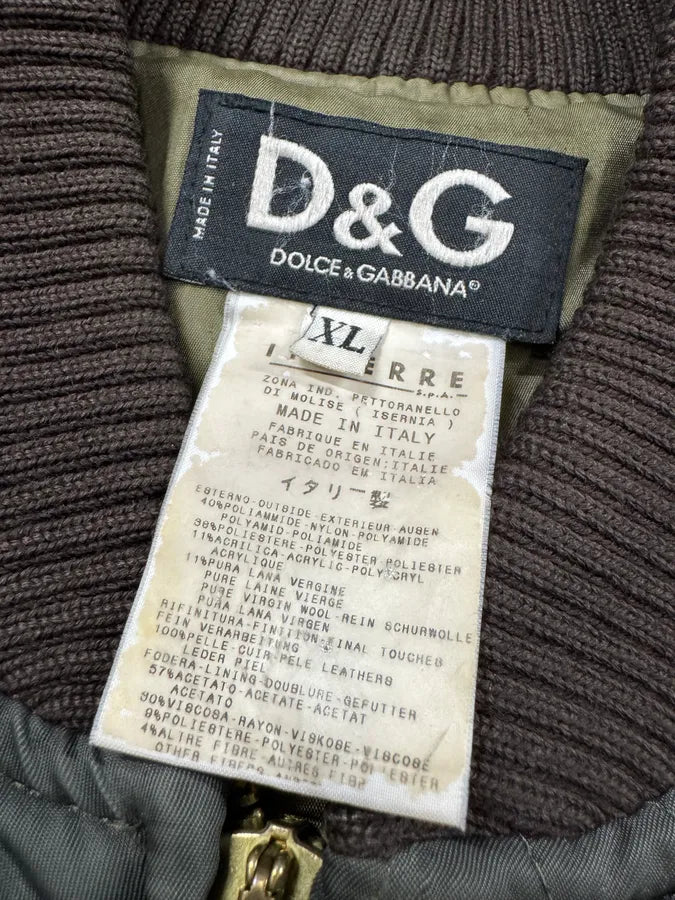 MADE IN ITALY
D&G
DOLCE & GABBANA®
XL
ERRE
S.p.A.
ZONA IND. PETTORANELLO
DI MOLISE ( ISERNIA )
MADE IN ITALY
FABRIQUE EN ITALIE
PAIS DE ORIGEN:ITALIE
FABRICADO EM ITALIA
イタリー製
ESTERNO-OUTSIDE-EXTERIEUR-AUßEN
40%POLIAMMIDE-NYLON-POLYAMIDE
POLYAMID-POLIAMIDE
38%POLIESTERE-POLYESTER-POLIESTER
11%ACRILICA-ACRYLIC-POLYACRYL
ACRYLIQUE
11%PURA LANA VERGINE
PURE LAINE VIERGE
PURE VIRGIN WOOL-REIN SCHURWOLLE
PURA LANA VIRGEN
RIFINITURA-FINITION-FINAL TOUCHES
FEIN VERARBEITUNG
100%PELLE-CUIR-PELE LEATHERS
LEDER PIEL
FODERA-LINING-DOUBLURE-GEFUTTER
57%ACETATO-ACETATE-ACETAT
ACETATO
30%VISCOSA-RAYON-VISKOSE-VISCOSE
9%POLIESTERE-POLYESTER-POLIESTER
4%ALTRE FIBRE-AUTRES FIBR
OTHER FIBERS